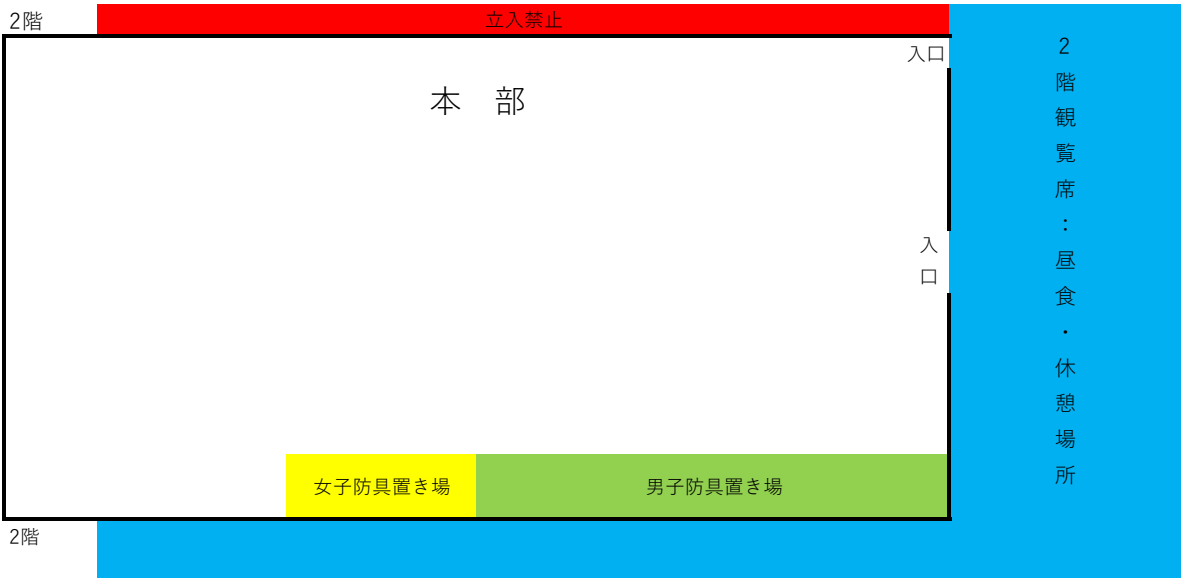 2階
立入禁止
入口
本　部
2階観覧席：昼食・休憩場所
入口
女子防具置き場
男子防具置き場
2階